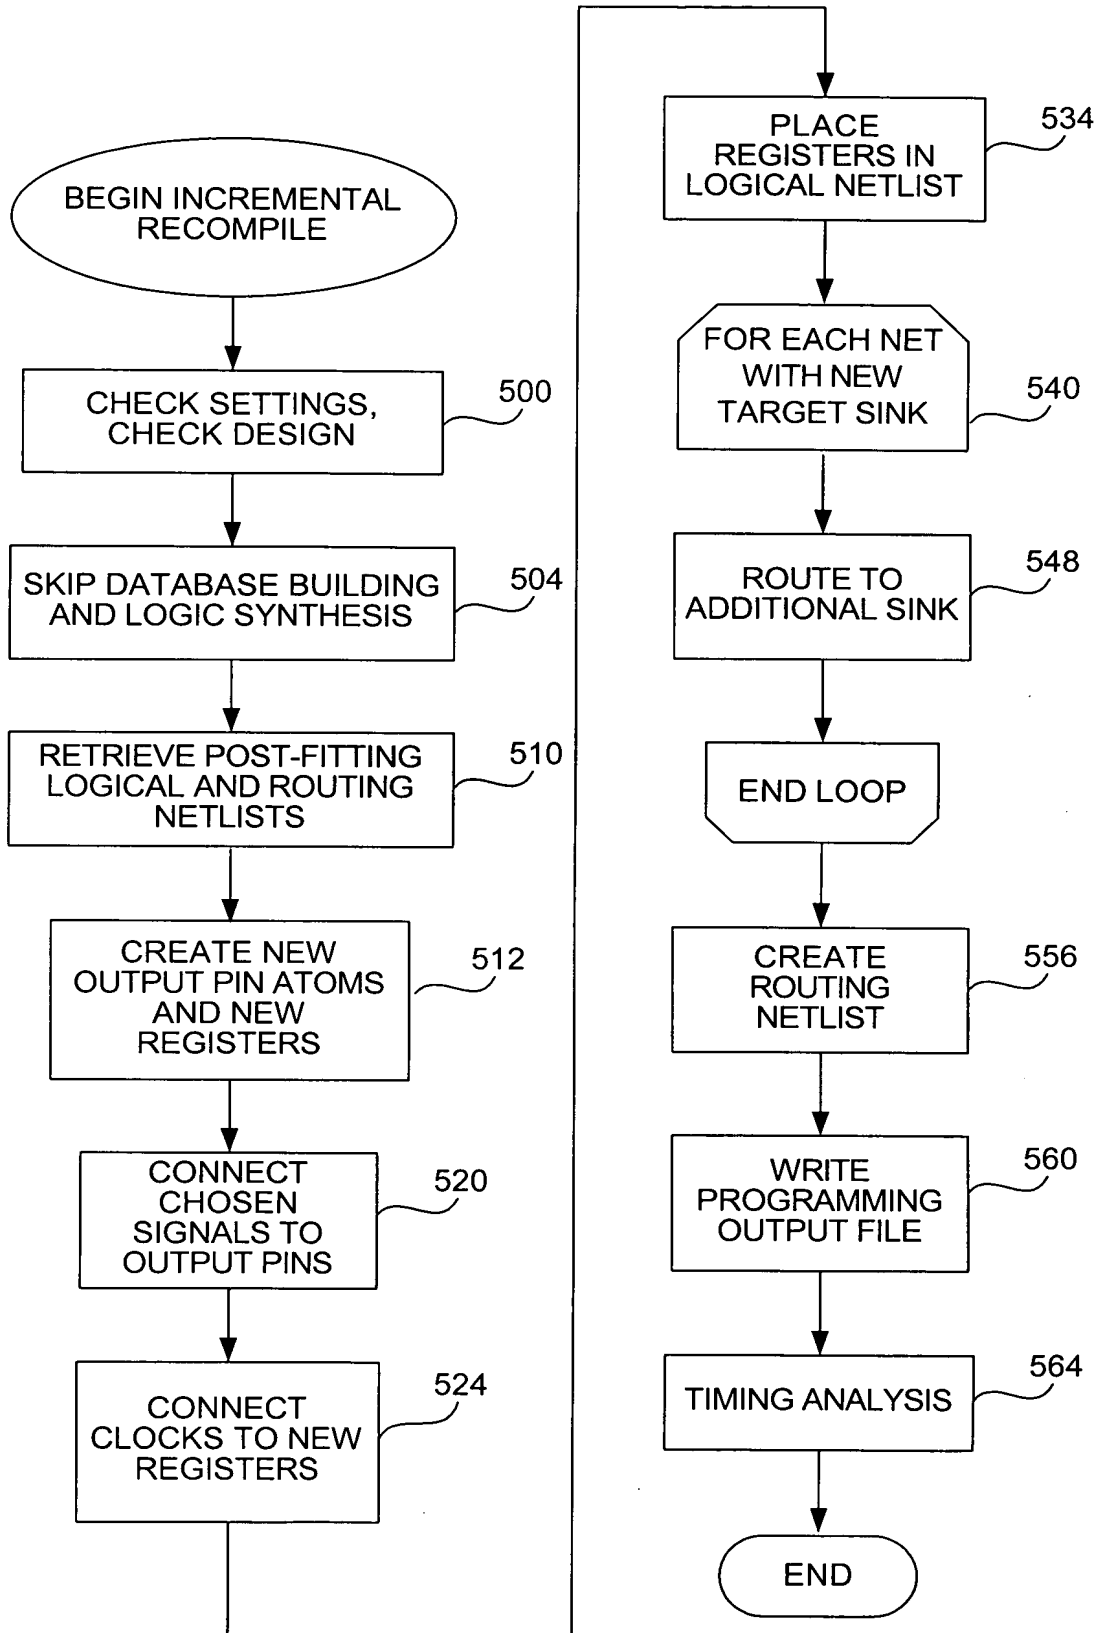 BEGIN INCREMENTAL
RECOMPILE
CHECK SETTINGS,
CHECK DESIGN
500
SKIP DATABASE BUILDING
AND LOGIC SYNTHESIS
504
RETRIEVE POST-FITTING
LOGICAL AND ROUTING
NETLISTS
510
CREATE NEW
OUTPUT PIN ATOMS
AND NEW
REGISTERS
512
CONNECT
CHOSEN
SIGNALS TO
OUTPUT PINS
520
CONNECT
CLOCKS TO NEW
REGISTERS
524
PLACE
REGISTERS IN
LOGICAL NETLIST
534
FOR EACH NET
WITH NEW
TARGET SINK
540
ROUTE TO
ADDITIONAL SINK
548
END LOOP
CREATE
ROUTING
NETLIST
556
WRITE
PROGRAMMING
OUTPUT FILE
560
TIMING ANALYSIS
564
END